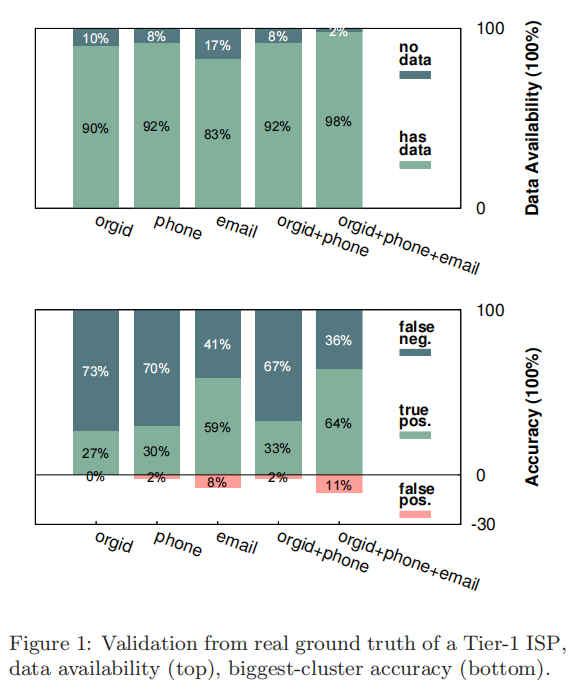 10%
8%
17%
8%
2%
90%
92%
83%
92%
98%
no
data
has
data
100
0
Data Availability (100%)
orgid
phone
email
orgid+phone
orgid+phone+email
73%
70%
41%
67%
36%
27%
30%
59%
33%
64%
0%
2%
8%
2%
11%
false
neg.
true
pos.
false
pos.
100
0
-30
Accuracy (100%)
orgid
phone
email
orgid+phone
orgid+phone+email
Figure 1: Validation from real ground truth of a Tier-1 ISP,
data availability (top), biggest-cluster accuracy (bottom).